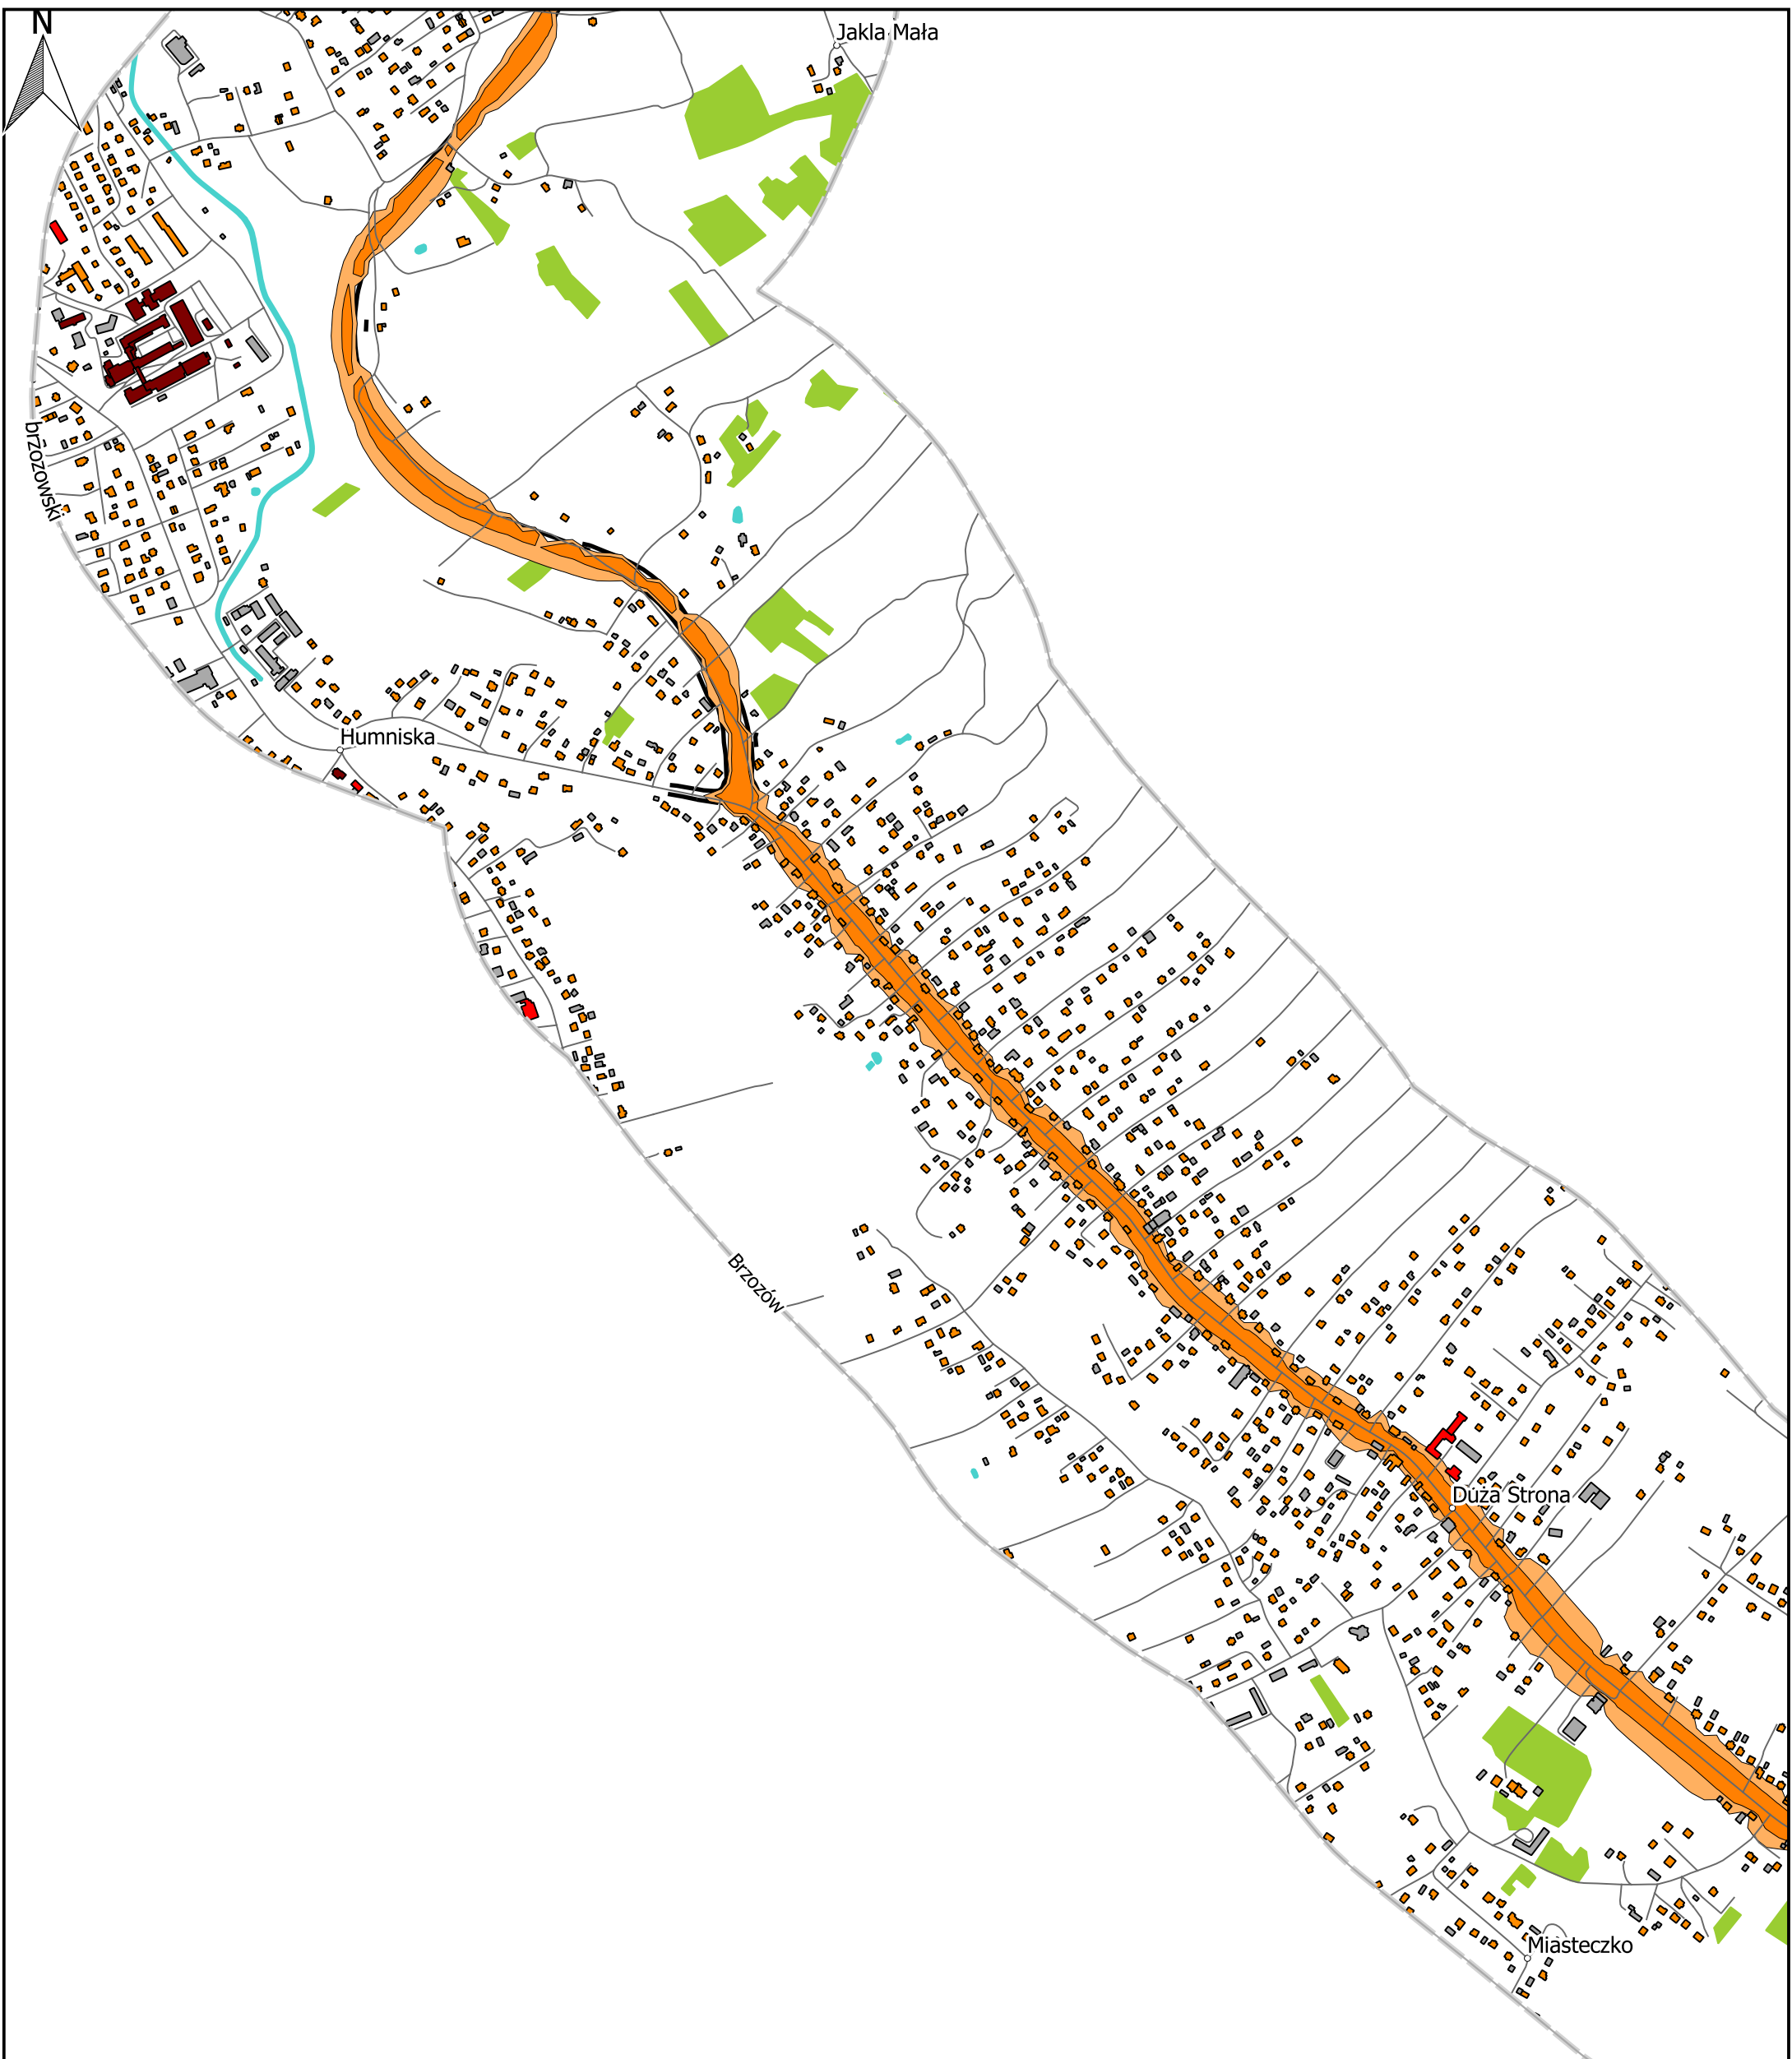 N
Jakla Mała
brzozowski
Humniska
Brzozów
Duża Strona
Miasteczko